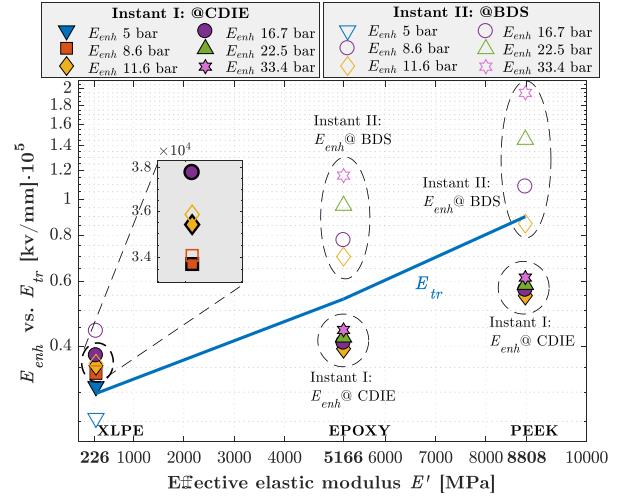 Instant I: @CDIE
E_enh 5 bar
E_enh 8.6 bar
E_enh 11.6 bar
E_enh 16.7 bar
E_enh 22.5 bar
E_enh 33.4 bar
Instant II: @BDS
E_enh 5 bar
E_enh 8.6 bar
E_enh 11.6 bar
E_enh 16.7 bar
E_enh 22.5 bar
E_enh 33.4 bar
E_enh vs. E_tr [kv/mm]·10^5
2
1.8
1.6
1.4
1.2
1
0.8
0.6
0.4
×10^4
3.8
3.6
3.4
Instant II:
E_enh@ BDS
Instant II:
E_enh@ BDS
E_tr
Instant I:
E_enh@ CDIE
Instant I:
E_enh@ CDIE
XLPE
EPOXY
PEEK
226 1000 2000 3000 4000 5166 6000 7000 8000 8808 10000
Effective elastic modulus E' [MPa]